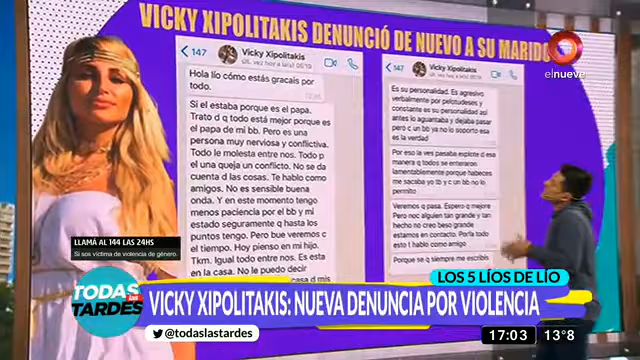 VICKY XIPOLITAKIS DENUNCIÓ DE NUEVO A SU MARIDO
elnueve
147
Vicky Xipolitakis
últ. vez hoy a la(s) 06:19
Hola lío cómo estás gracais por
todo.
Si el estaba porque es el papa.
Trato d q todo está mejor porque es
el papa de mi bb. Pero es una
persona muy nerviosa y conflictiva.
Todo le molesta entre nos. Todo p
el una queja un conflicto. No se da
cuenta d las cosas. Te hablo como
amigos. No es sensible buena
onda. Y en este momento tengo
menos paciencia por el bb y mi
estado seguramente q hasta los
puntos tengo. Pero bue veremos c
el tiempo. Hoy pienso en mi hijo.
Tkm. Igual todo entre nos. Es esta
en la casa. No le puedo decir
147
Vicky Xipolitakis
Es su personalidad. Es agresivo
verbalmente por pelotudeses y
constante es su personalidad asi
antes lo aguantaba y dejaba pasar
pero c un bb ya no lo soporto esa
es la verdad
Por eso la ves pasabe explote d esa
manera q todos se enteraron
lamentablemente porque habeces
me sacaba yo tb y c un bb no lo
permito
Veremos q pasa. Espero q mejore
Pero noc alguien tan grande y tan
hecho no creo beso grande
estamos en contacto. Porfa todo
esto t hablo como amigo
Porque se q siempre me escribis
LLAMÁ AL 144 LAS 24HS
Si sos víctima de violencia de género.
LOS 5 LÍOS DE LÍO
TODAS
las
TARDES
VICKY XIPOLITAKIS: NUEVA DENUNCIA POR VIOLENCIA
@todaslastardes
17:03
13°8